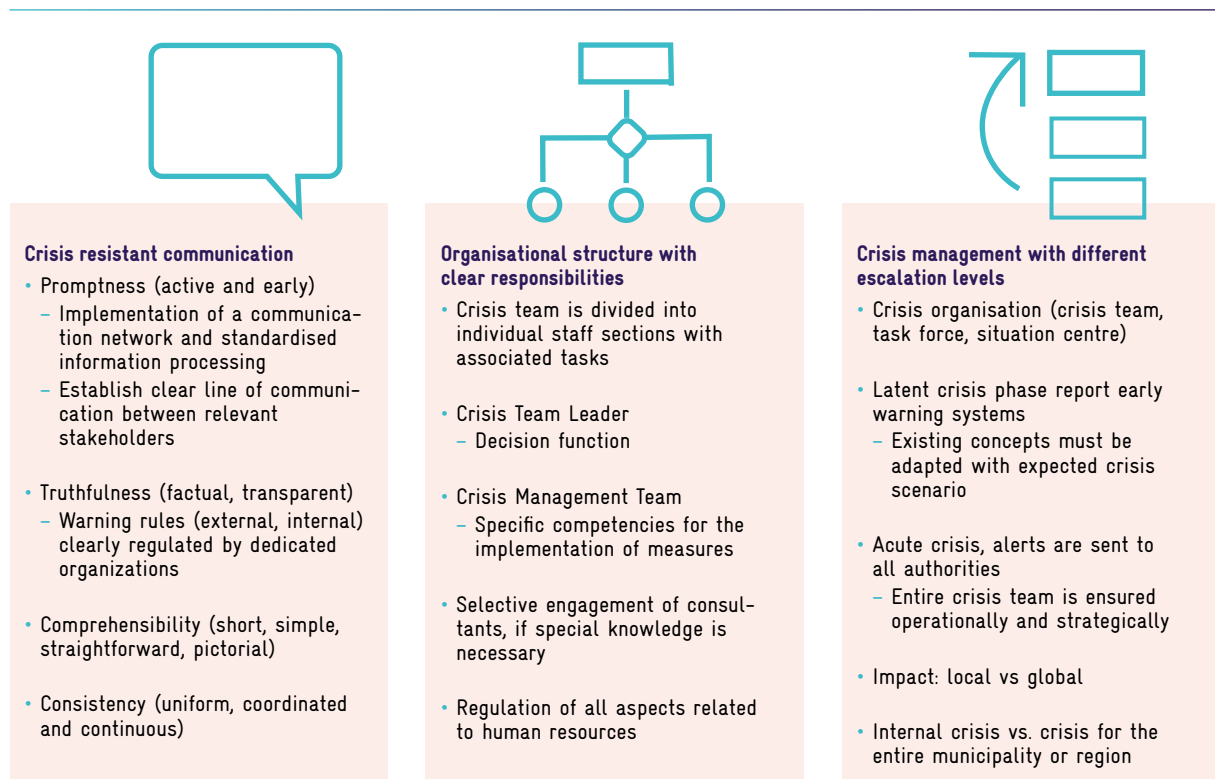 Crisis resistant communication
• Promptness (active and early)
– Implementation of a communica-
tion network and standardised
information processing
– Establish clear line of communi-
cation between relevant
stakeholders
• Truthfulness (factual, transparent)
– Warning rules (external, internal)
clearly regulated by dedicated
organizations
• Comprehensibility (short, simple,
straightforward, pictorial)
• Consistency (uniform, coordinated
and continuous)
Organisational structure with
clear responsibilities
• Crisis team is divided into
individual staff sections with
associated tasks
• Crisis Team Leader
– Decision function
• Crisis Management Team
– Specific competencies for the
implementation of measures
• Selective engagement of consul-
tants, if special knowledge is
necessary
• Regulation of all aspects related
to human resources
Crisis management with different
escalation levels
• Crisis organisation (crisis team,
task force, situation centre)
• Latent crisis phase report early
warning systems
– Existing concepts must be
adapted with expected crisis
scenario
• Acute crisis, alerts are sent to
all authorities
– Entire crisis team is ensured
operationally and strategically
• Impact: local vs global
• Internal crisis vs. crisis for the
entire municipality or region